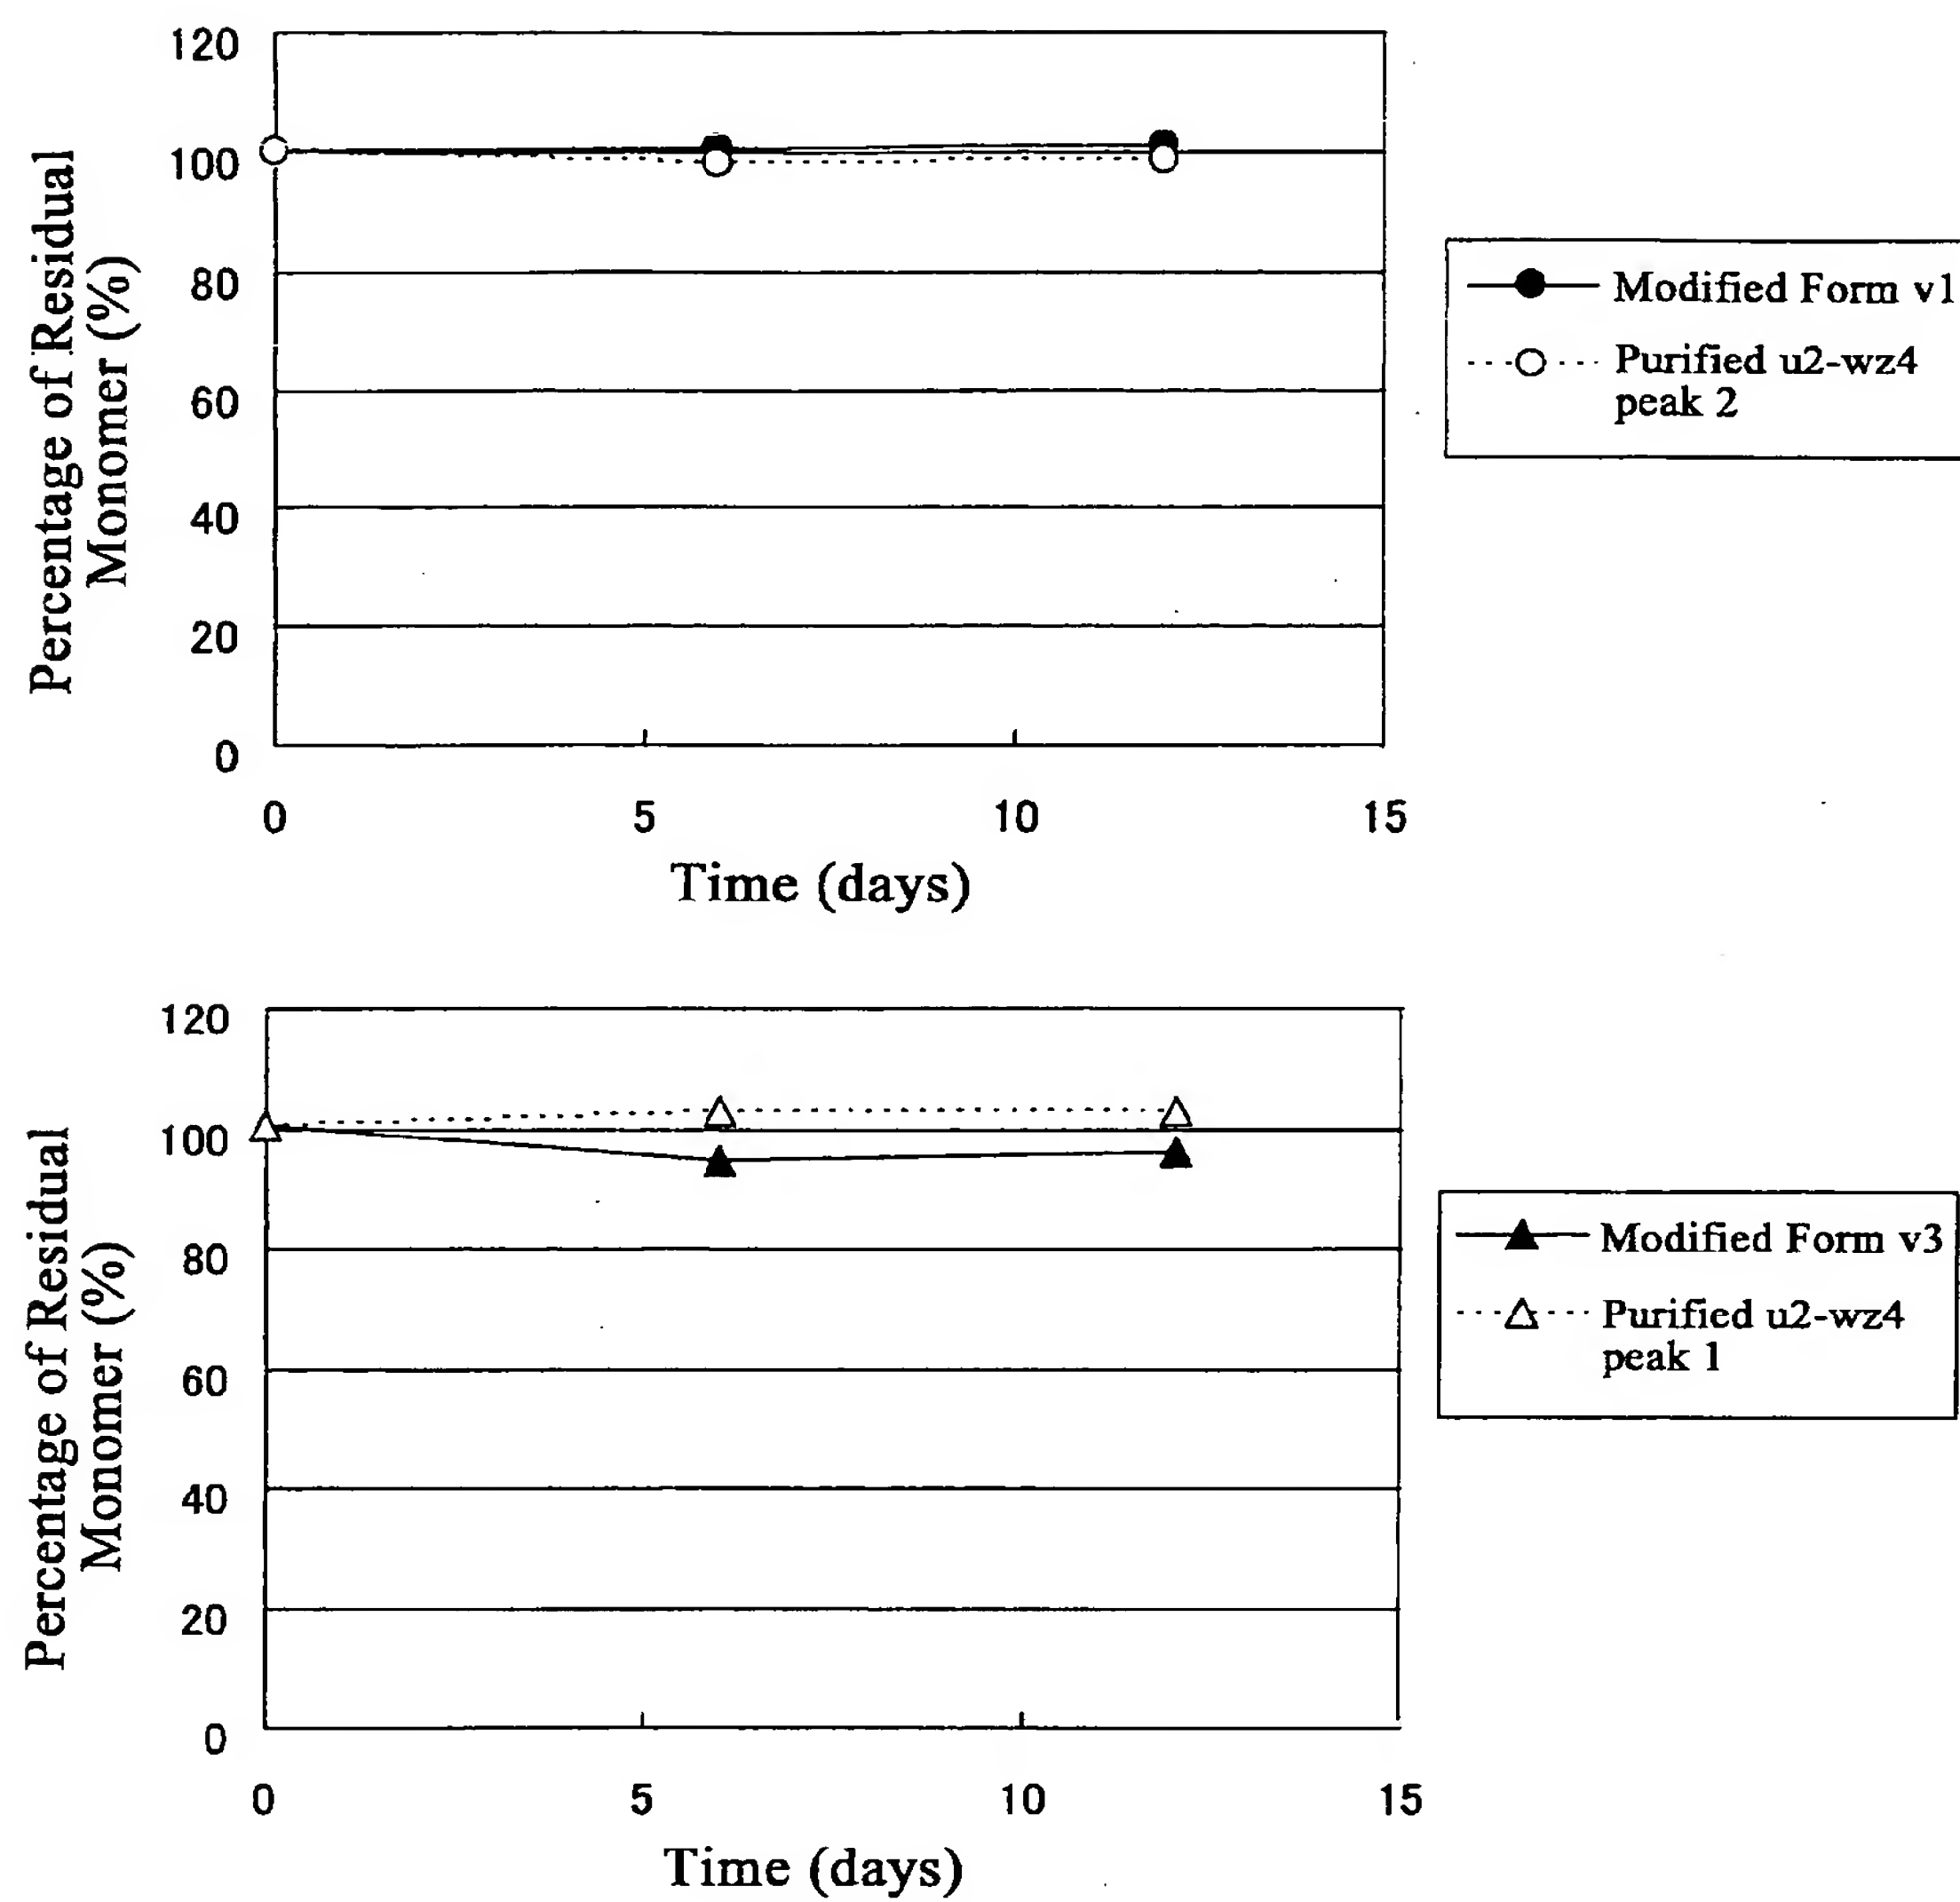 Percentage of Residual
Monomer (%)
120
100
80
60
40
20
0
0 5 10 15
Time (days)
Modified Form v1
Purified u2-wz4
peak 2
Percentage of Residual
Monomer (%)
120
100
80
60
40
20
0
0 5 10 15
Time (days)
Modified Form v3
Purified u2-wz4
peak 1